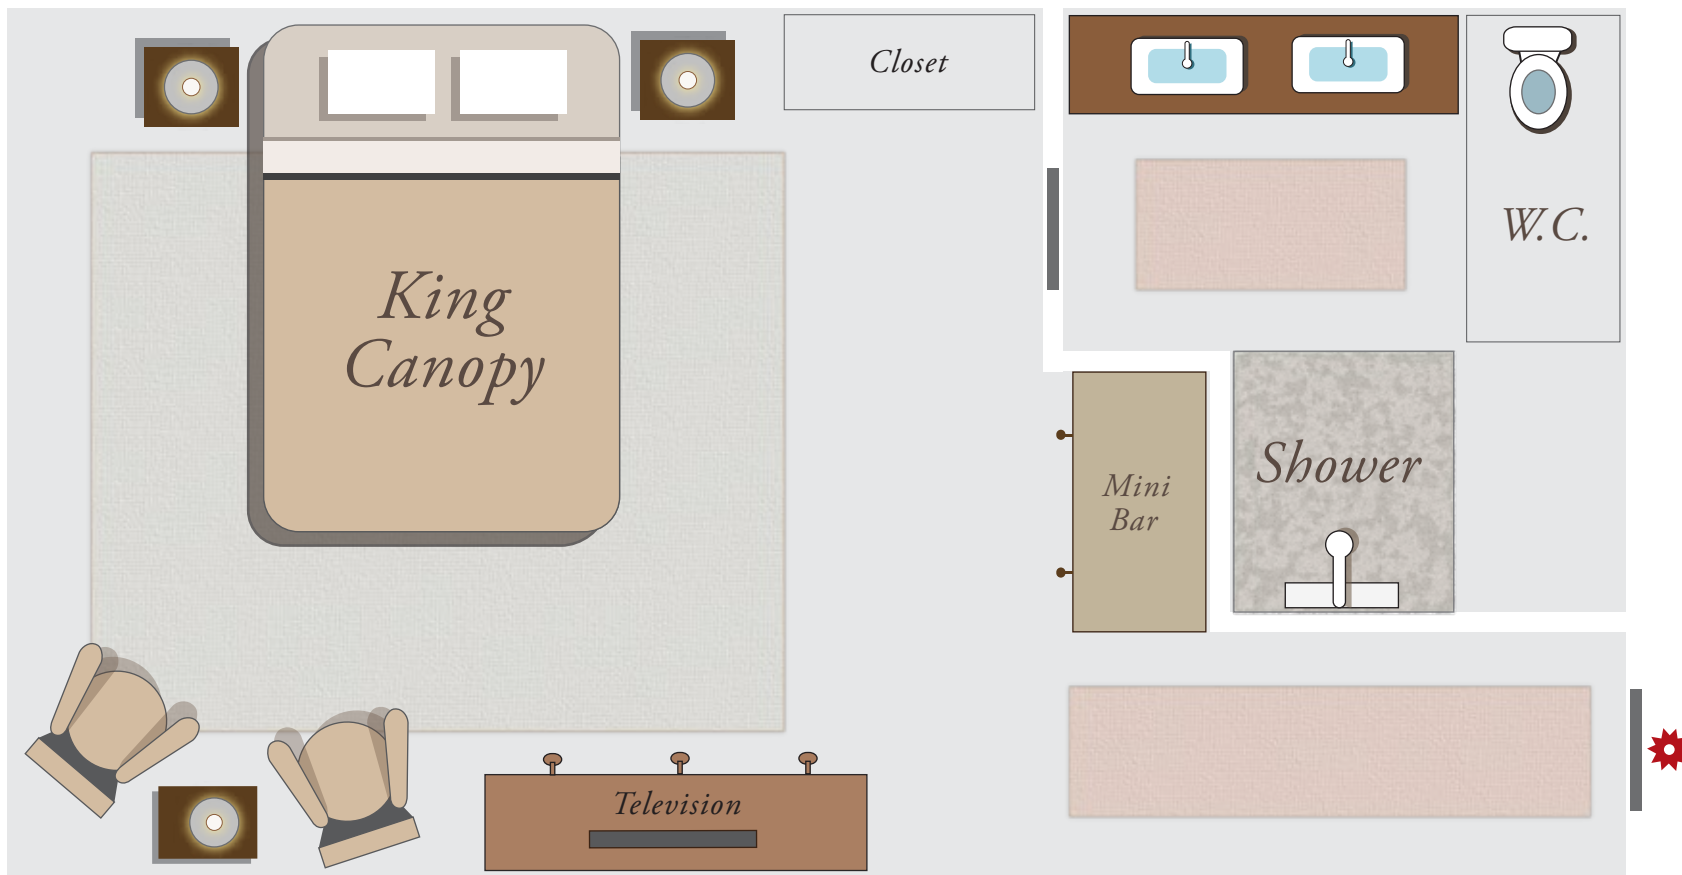 Closet
W.C.
King
Canopy
Shower
Mini
Bar
Television